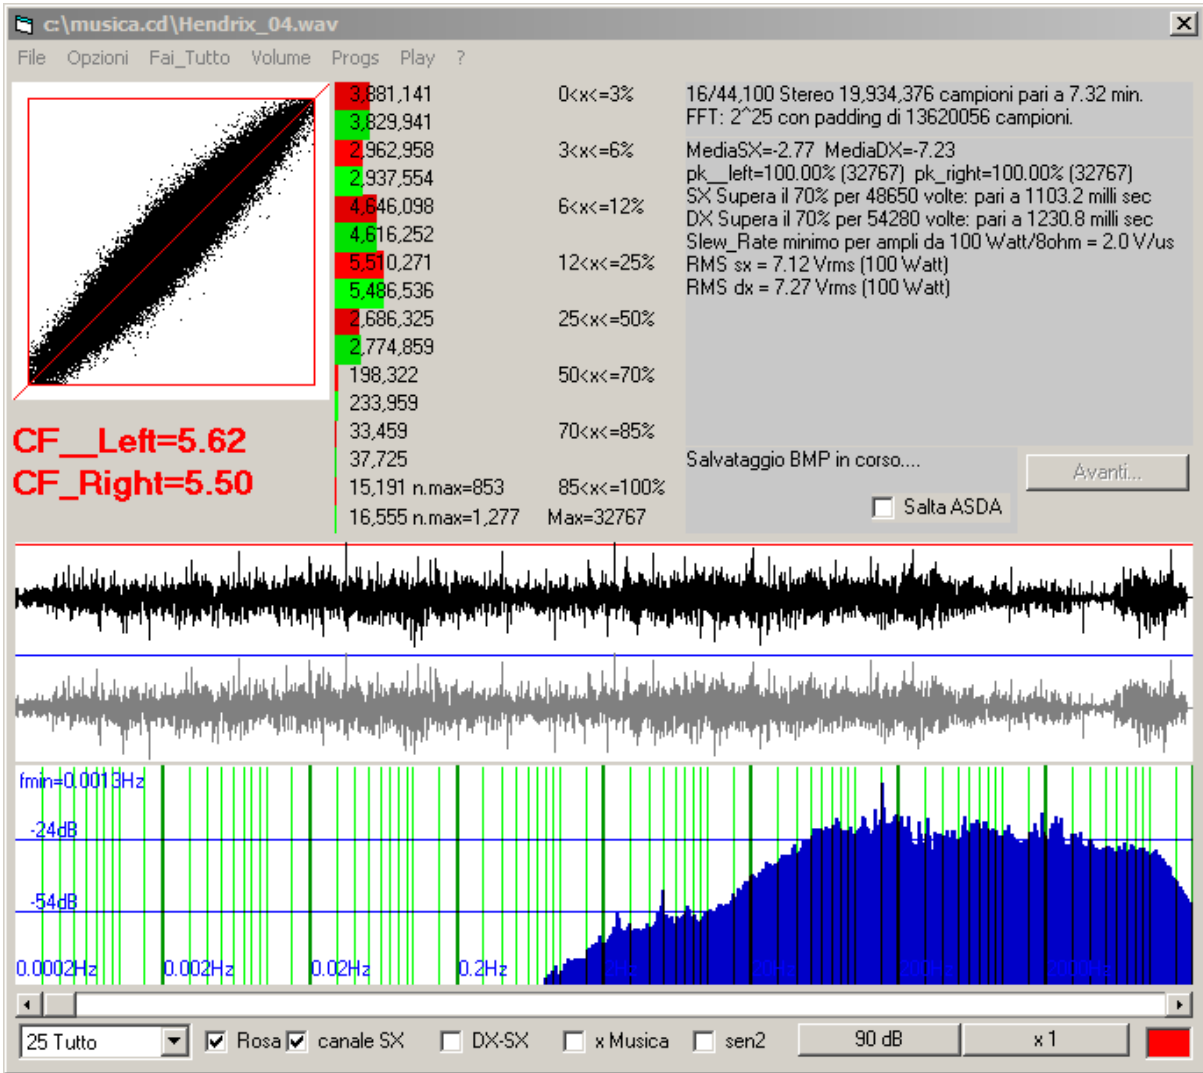 c:\musica.cd\Hendrix_04.wav
File Opzioni Fai_Tutto Volume Progs Play ?
3,881,141 0<x<=3%
3,829,941
2,962,958 3<x<=6%
2,937,554
4,646,098 6<x<=12%
4,616,252
5,510,271 12<x<=25%
5,486,536
2,686,325 25<x<=50%
2,774,859
198,322 50<x<=70%
233,959
33,459 70<x<=85%
37,725
15,191 n.max=853 85<x<=100%
16,555 n.max=1,277 Max=32767
16/44,100 Stereo 19,934,376 campioni pari a 7.32 min.
FFT: 2^25 con padding di 13620056 campioni.
MediaSX=-2.77 MediaDX=-7.23
pk__left=100.00% (32767) pk_right=100.00% (32767)
SX Supera il 70% per 48650 volte: pari a 1103.2 milli sec
DX Supera il 70% per 54280 volte: pari a 1230.8 milli sec
Slew_Rate minimo per ampli da 100 Watt/8ohm = 2.0 V/us
RMS sx = 7.12 Vrms (100 Watt)
RMS dx = 7.27 Vrms (100 Watt)
CF__Left=5.62
CF_Right=5.50
Salvataggio BMP in corso....
Avanti...
Salta ASDA
fmin=0.0013Hz
-24dB
-54dB
0.0002Hz 0.002Hz 0.02Hz 0.2Hz 2Hz 20Hz 200Hz 2000Hz
25 Tutto Rosa canale SX DX-SX x Musica sen2 90 dB x 1